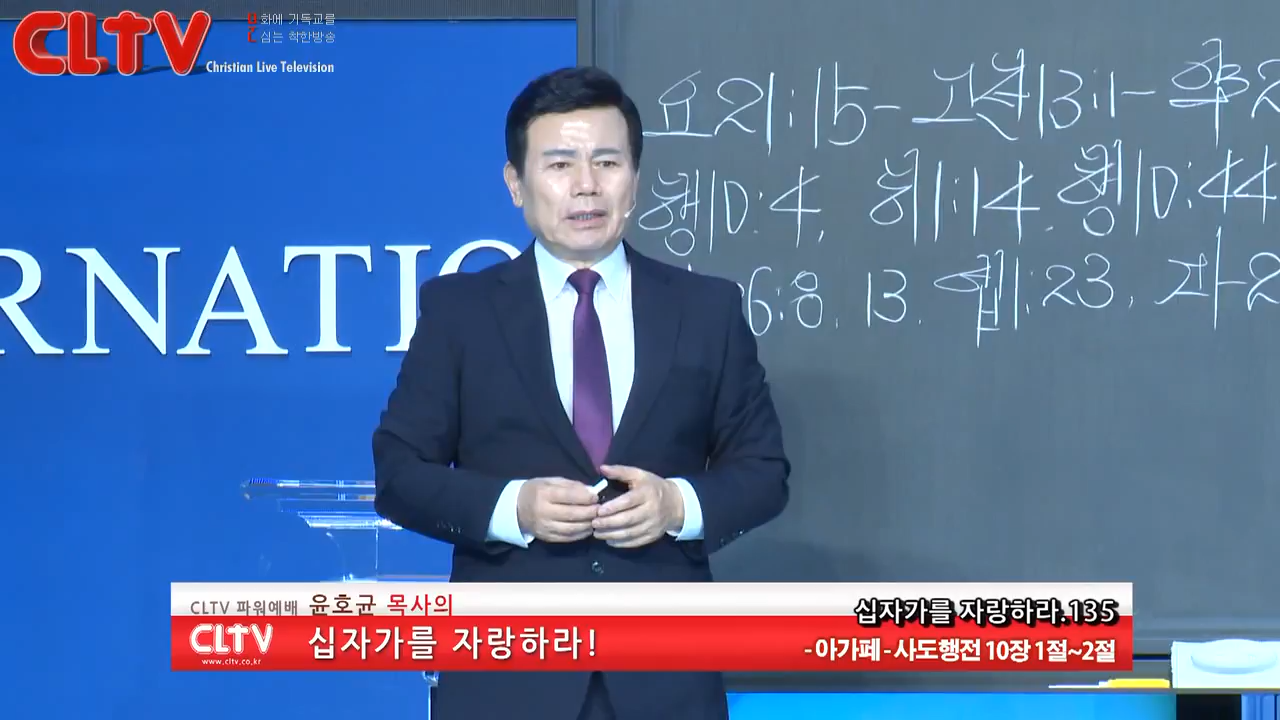 CLTV
문화에 기독교를
심는 착한방송
Christian Live Television
RNATIO
요21:15-고전13:1-
행10:4, 히1:14. 행10:44
6:8, 13. 엡1:23.
CLTV 파워예배 윤호균 목사의
십자가를 자랑하라.135
CLTV
www.cltv.co.kr
십자가를 자랑하라!
- 아가페 - 사도행전 10장 1절~2절